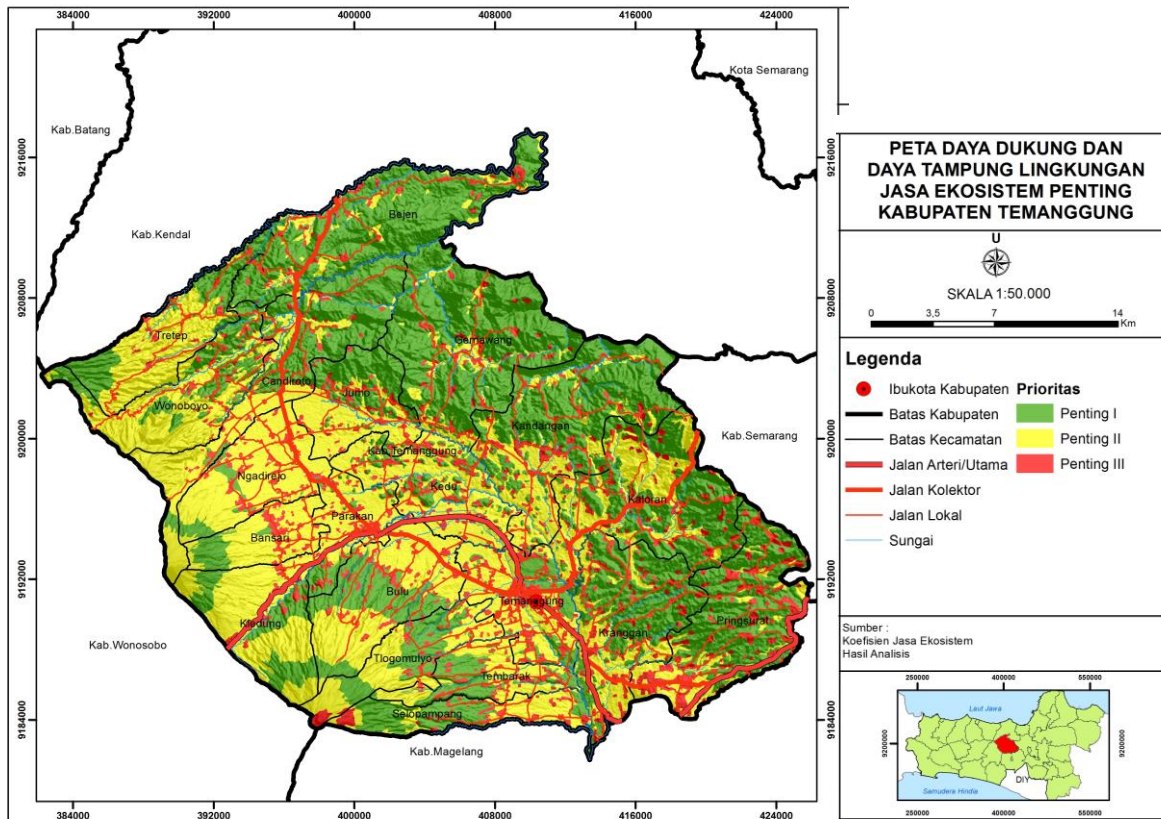 384000 392000 400000 408000 416000 424000
Kota Semarang
Kab.Batang
9216000 9216000
Bejen
Kab.Kendal
9208000 9208000
Tretep
Gemawang
Candiroto Jumo
Wonoboyo
Kandangan
9200000 9200000
Kab.Semarang
Kab.Temanggung
Ngadirejo
Kedu
Kaloran
Parakan
Bansari
9192000 9192000
Bulu
Temanggung
Pringsurat
Kledung
Kranggan
Kab.Wonosobo
Tlogomulyo
Tembarak
Selopampang
9184000 9184000
Kab.Magelang
384000 392000 400000 408000 416000 424000
PETA DAYA DUKUNG DAN
DAYA TAMPUNG LINGKUNGAN
JASA EKOSISTEM PENTING
KABUPATEN TEMANGGUNG
U
SKALA 1:50.000
0 3,5 7 14
Km
Legenda
Ibukota Kabupaten Prioritas
Batas Kabupaten Penting I
Batas Kecamatan Penting II
Jalan Arteri/Utama Penting III
Jalan Kolektor
Jalan Lokal
Sungai
Sumber :
Koefisien Jasa Ekosistem
Hasil Analisis
250000 400000 550000
Laut Jawa
9200000 9200000
DIY
Samudera Hindia
250000 400000 550000